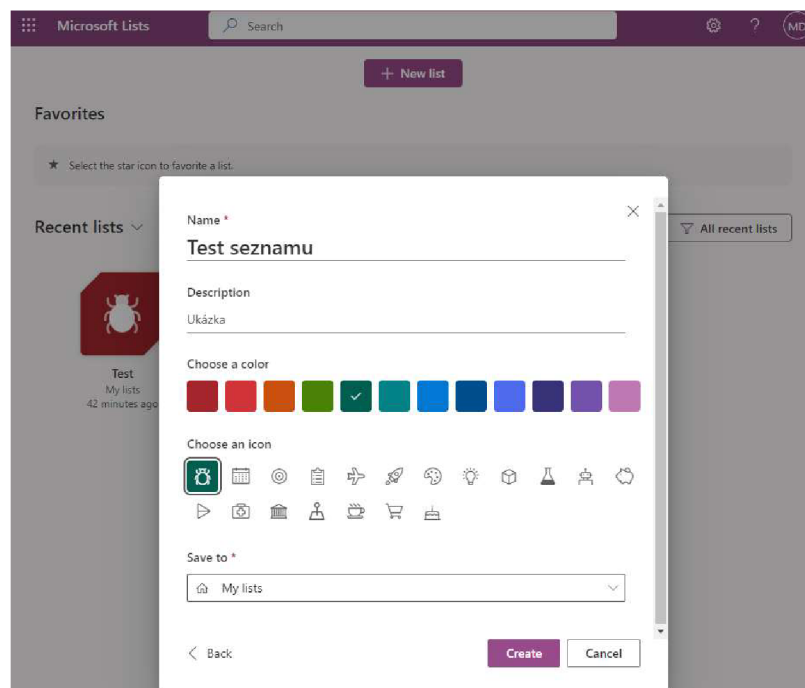 Microsoft Lists
Search
?
MD
+ New list
Favorites
Select the star icon to favorite a list.
Recent lists
All recent lists
Test
My lists
42 minutes ago
Name *
Test seznamu
Description
Ukázka
Choose a color
Choose an icon
Save to *
My lists
Back
Create
Cancel